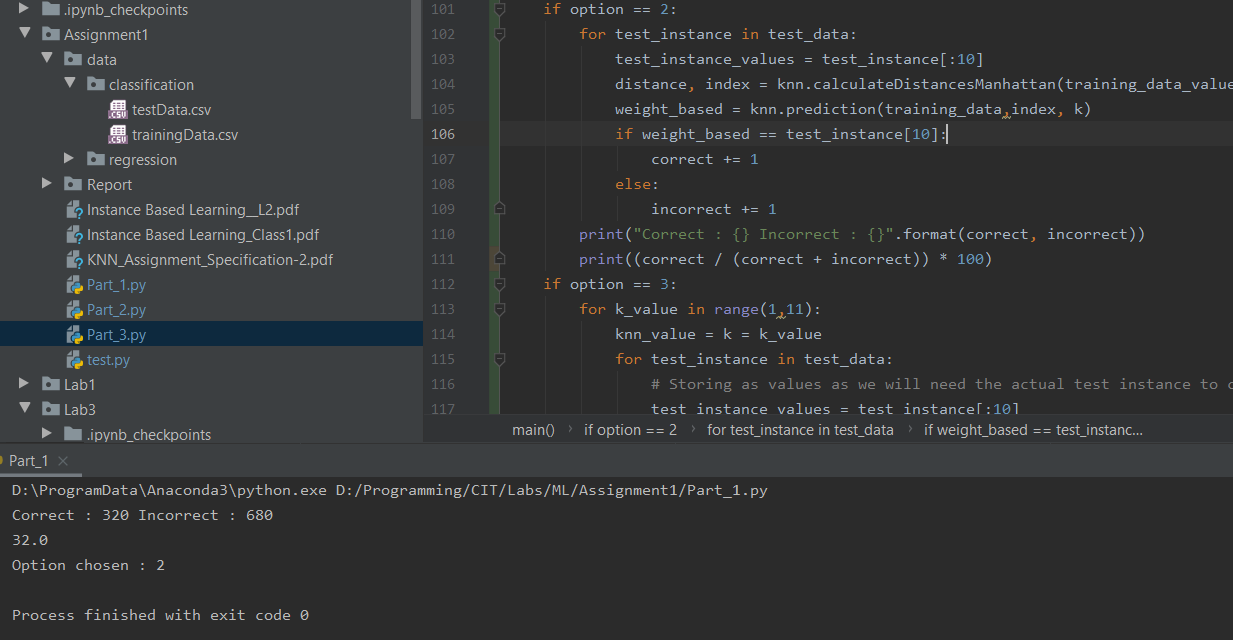 .ipynb_checkpoints
Assignment1
data
classification
testData.csv
trainingData.csv
regression
Report
Instance Based Learning__L2.pdf
Instance Based Learning_Class1.pdf
KNN_Assignment_Specification-2.pdf
Part_1.py
Part_2.py
Part_3.py
test.py
Lab1
Lab3
.ipynb_checkpoints
101 if option == 2:
102 for test_instance in test_data:
103 test_instance_values = test_instance[:10]
104 distance, index = knn.calculateDistancesManhattan(training_data_value
105 weight_based = knn.prediction(training_data,index, k)
106 if weight_based == test_instance[10]:
107 correct += 1
108 else:
109 incorrect += 1
110 print("Correct : {} Incorrect : {}".format(correct, incorrect))
111 print((correct / (correct + incorrect)) * 100)
112 if option == 3:
113 for k_value in range(1,11):
114 knn_value = k = k_value
115 for test_instance in test_data:
116 # Storing as values as we will need the actual test instance to
117 test_instance_values = test_instance[:10]
main() › if option == 2 › for test_instance in test_data › if weight_based == test_instanc...
Part_1
D:\ProgramData\Anaconda3\python.exe D:/Programming/CIT/Labs/ML/Assignment1/Part_1.py
Correct : 320 Incorrect : 680
32.0
Option chosen : 2
Process finished with exit code 0